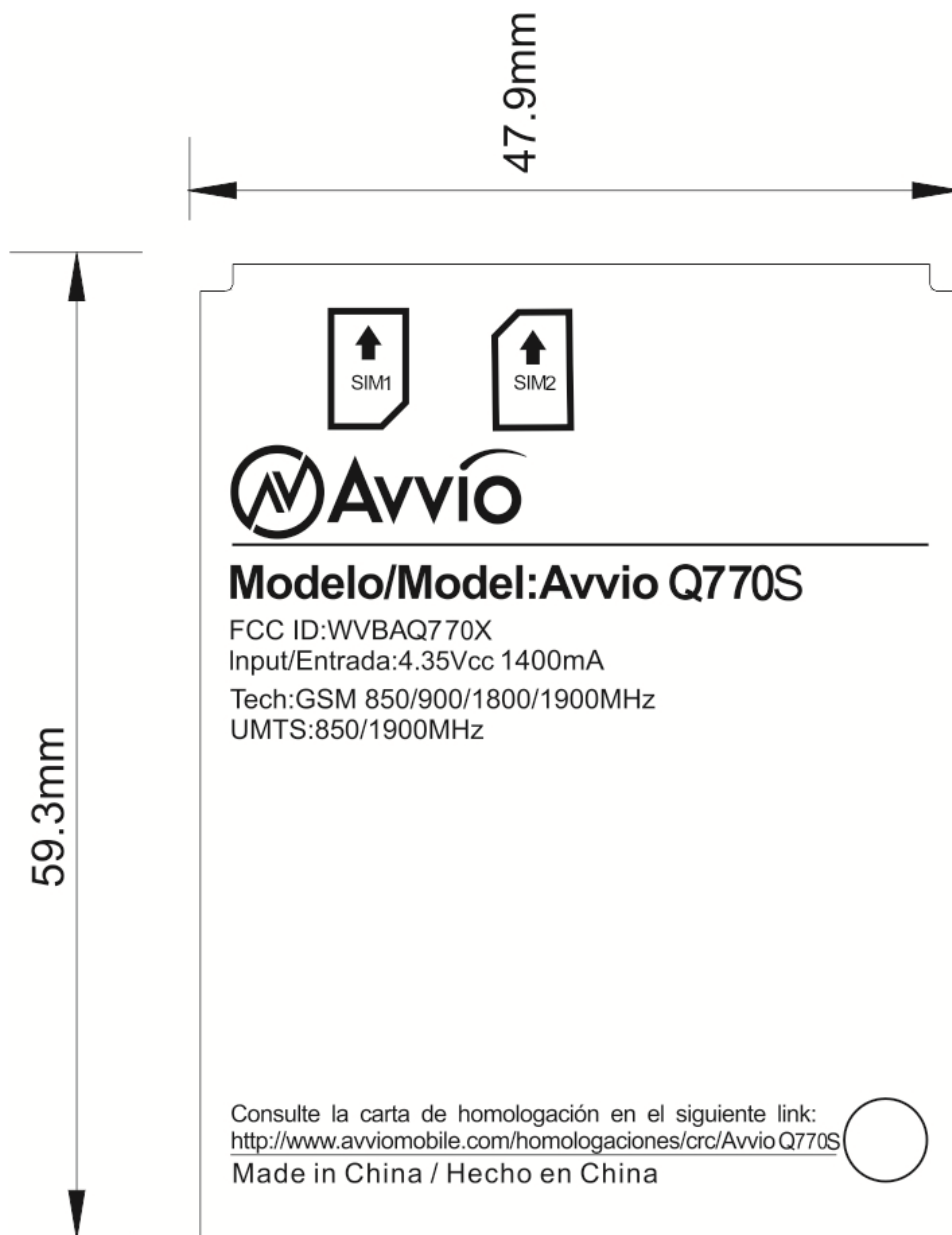 47.9mm
59.3mm
SIM1 SIM2
Avvio
Modelo/Model:Avvio Q770S
FCC ID:WVBAQ770X
Input/Entrada:4.35Vcc 1400mA
Tech:GSM 850/900/1800/1900MHz
UMTS:850/1900MHz
Consulte la carta de homologación en el siguiente link:
http://www.avviomobile.com/homologaciones/crc/Avvio Q770S
Made in China / Hecho en China